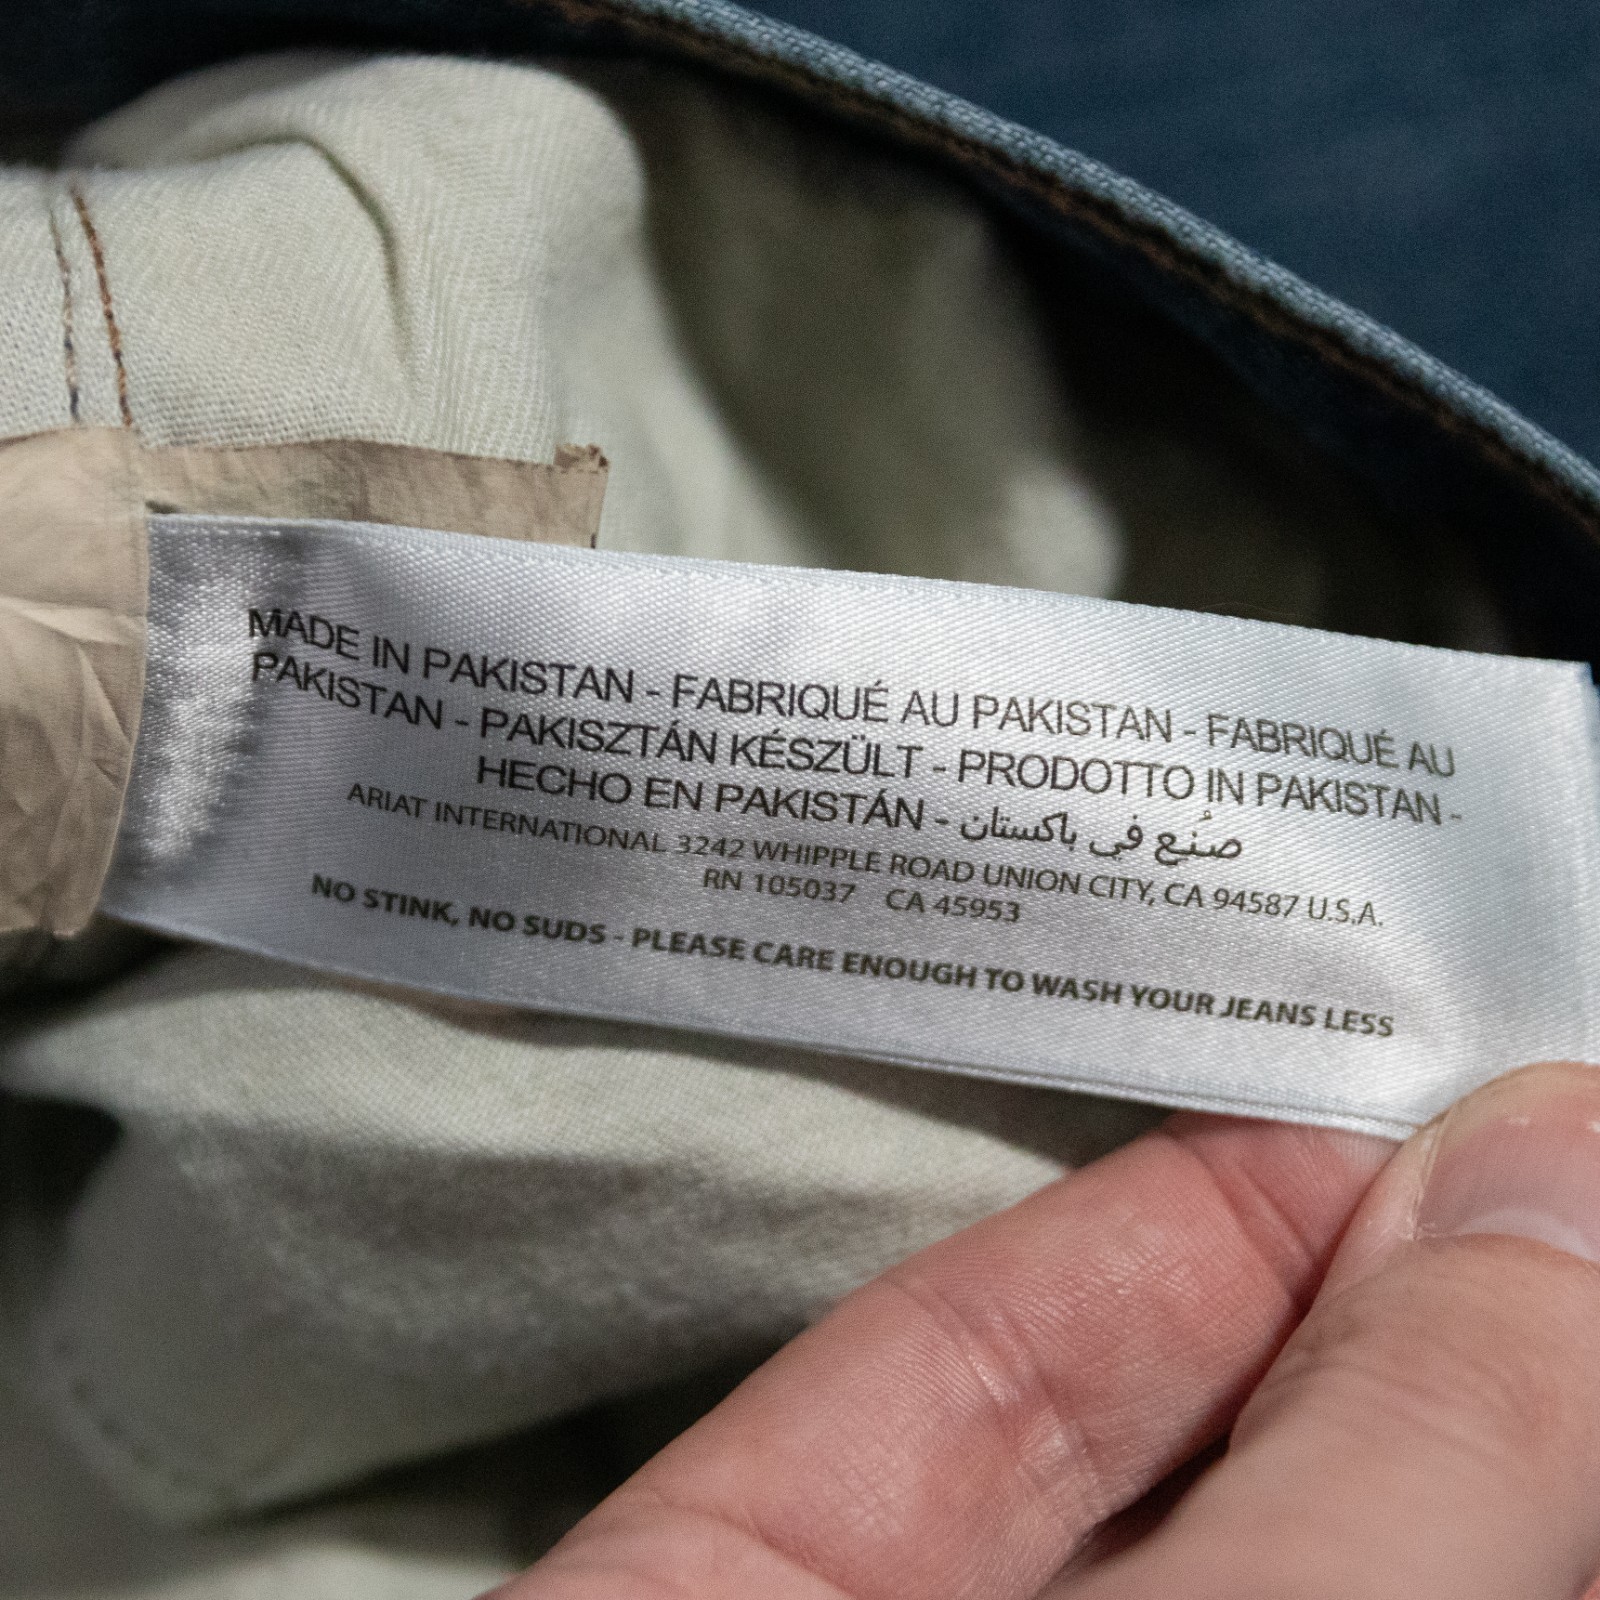 MADE IN PAKISTAN - FABRIQUÉ AU PAKISTAN - FABRIQUÉ AU
PAKISTAN - PAKISZTÁN KÉSZÜLT - PRODOTTO IN PAKISTAN -
HECHO EN PAKISTÁN - صُنِع في باكستان
ARIAT INTERNATIONAL 3242 WHIPPLE ROAD UNION CITY, CA 94587 U.S.A.
RN 105037 CA 45953
NO STINK, NO SUDS - PLEASE CARE ENOUGH TO WASH YOUR JEANS LESS